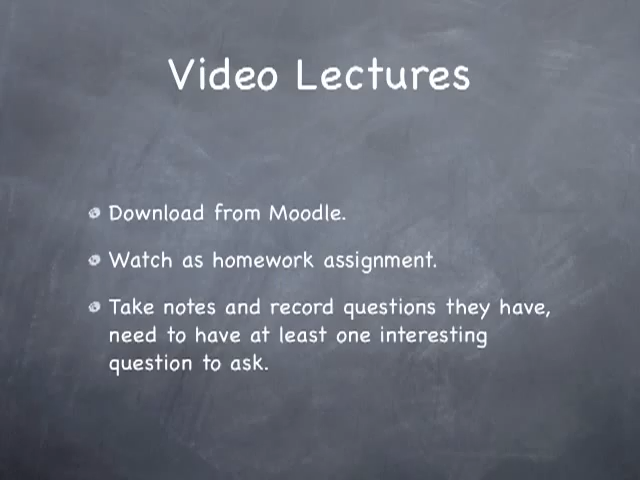 Video Lectures
Download from Moodle.
Watch as homework assignment.
Take notes and record questions they have,
need to have at least one interesting
question to ask.